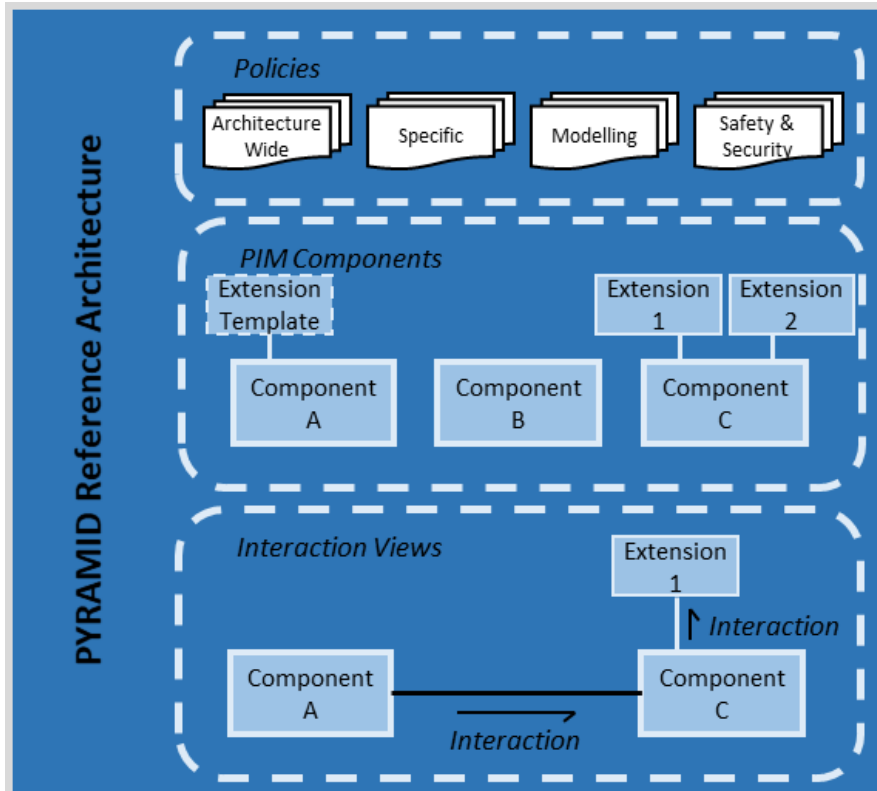 PYRAMID Reference Architecture
Policies
Architecture
Wide
Specific
Modelling
Safety &
Security
PIM Components
Extension
Template
Extension
1
Extension
2
Component
A
Component
B
Component
C
Interaction Views
Extension
1
Interaction
Component
A
Component
C
Interaction